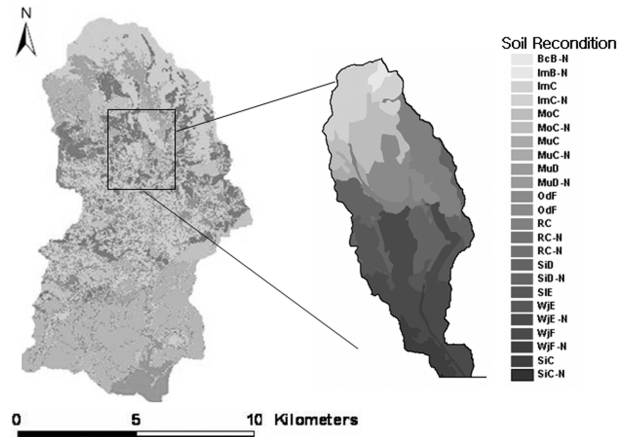 N
Soil Recondition
BcB-N
ImB-N
ImC
ImC-N
MoC
MoC-N
MuC
MuC-N
MuD
MuD-N
OdF
OdF
RC
RC-N
RC-N
SiD
SiD-N
SIE
WjE
WjE-N
WjF
WjF-N
SiC
SiC-N
0 5 10 Kilometers